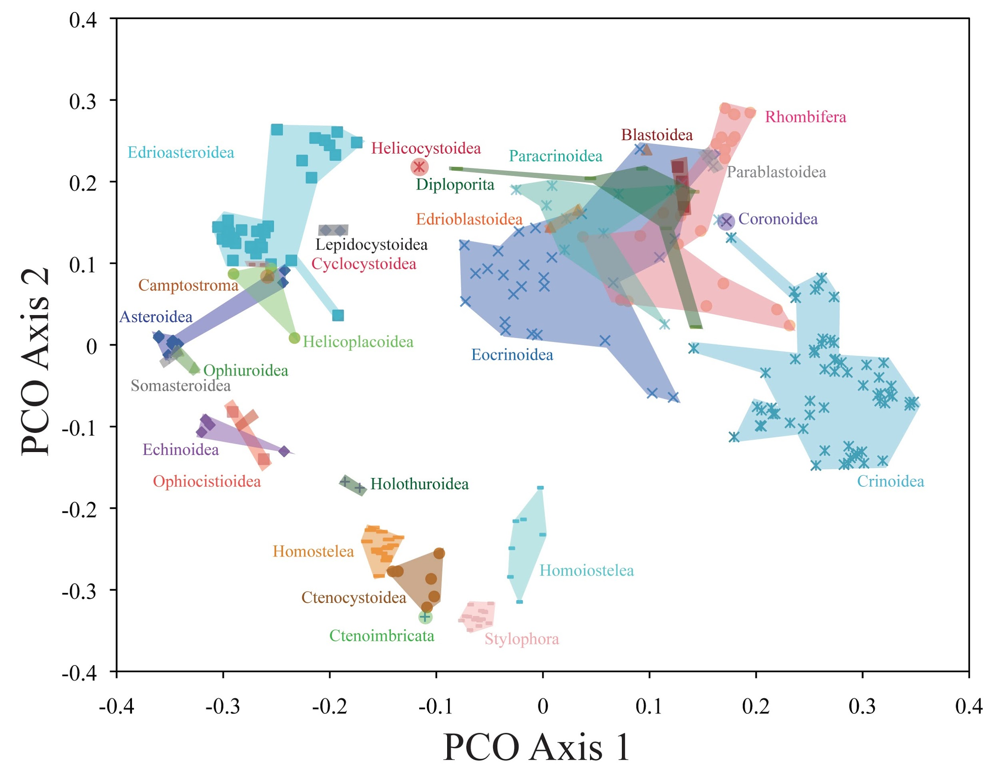 0.4
0.3
0.2
0.1
0
-0.1
-0.2
-0.3
-0.4
PCO Axis 2
Rhombifera
Blastoidea
Helicocystoidea
Edrioasteroidea
Paracrinoidea
Parablastoidea
Diploporita
Edrioblastoidea
Coronoidea
Lepidocystoidea
Cyclocystoidea
Camptostroma
Asteroidea
Helicoplacoidea
Eocrinoidea
Ophiuroidea
Somasteroidea
Echinoidea
Ophiocistioidea
Holothuroidea
Crinoidea
Homostelea
Homoiostelea
Ctenocystoidea
Ctenoimbricata
Stylophora
-0.4 -0.3 -0.2 -0.1 0 0.1 0.2 0.3 0.4
PCO Axis 1